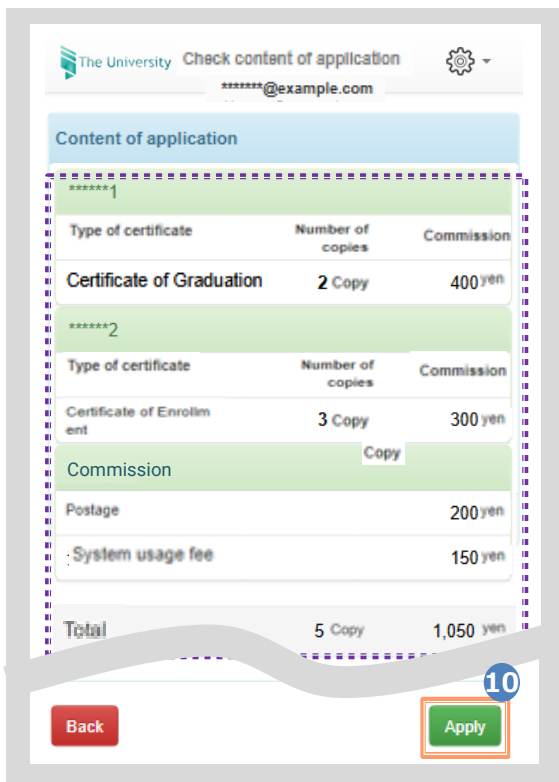 The University Check content of application
*******@example.com
Content of application
******1
Type of certificate Number of copies Commission
Certificate of Graduation 2 Copy 400 yen
******2
Type of certificate Number of copies Commission
Certificate of Enrollm
ent 3 Copy 300 yen
Copy
Commission
Postage 200 yen
System usage fee 150 yen
Total 5 Copy 1,050 yen
10
Back Apply